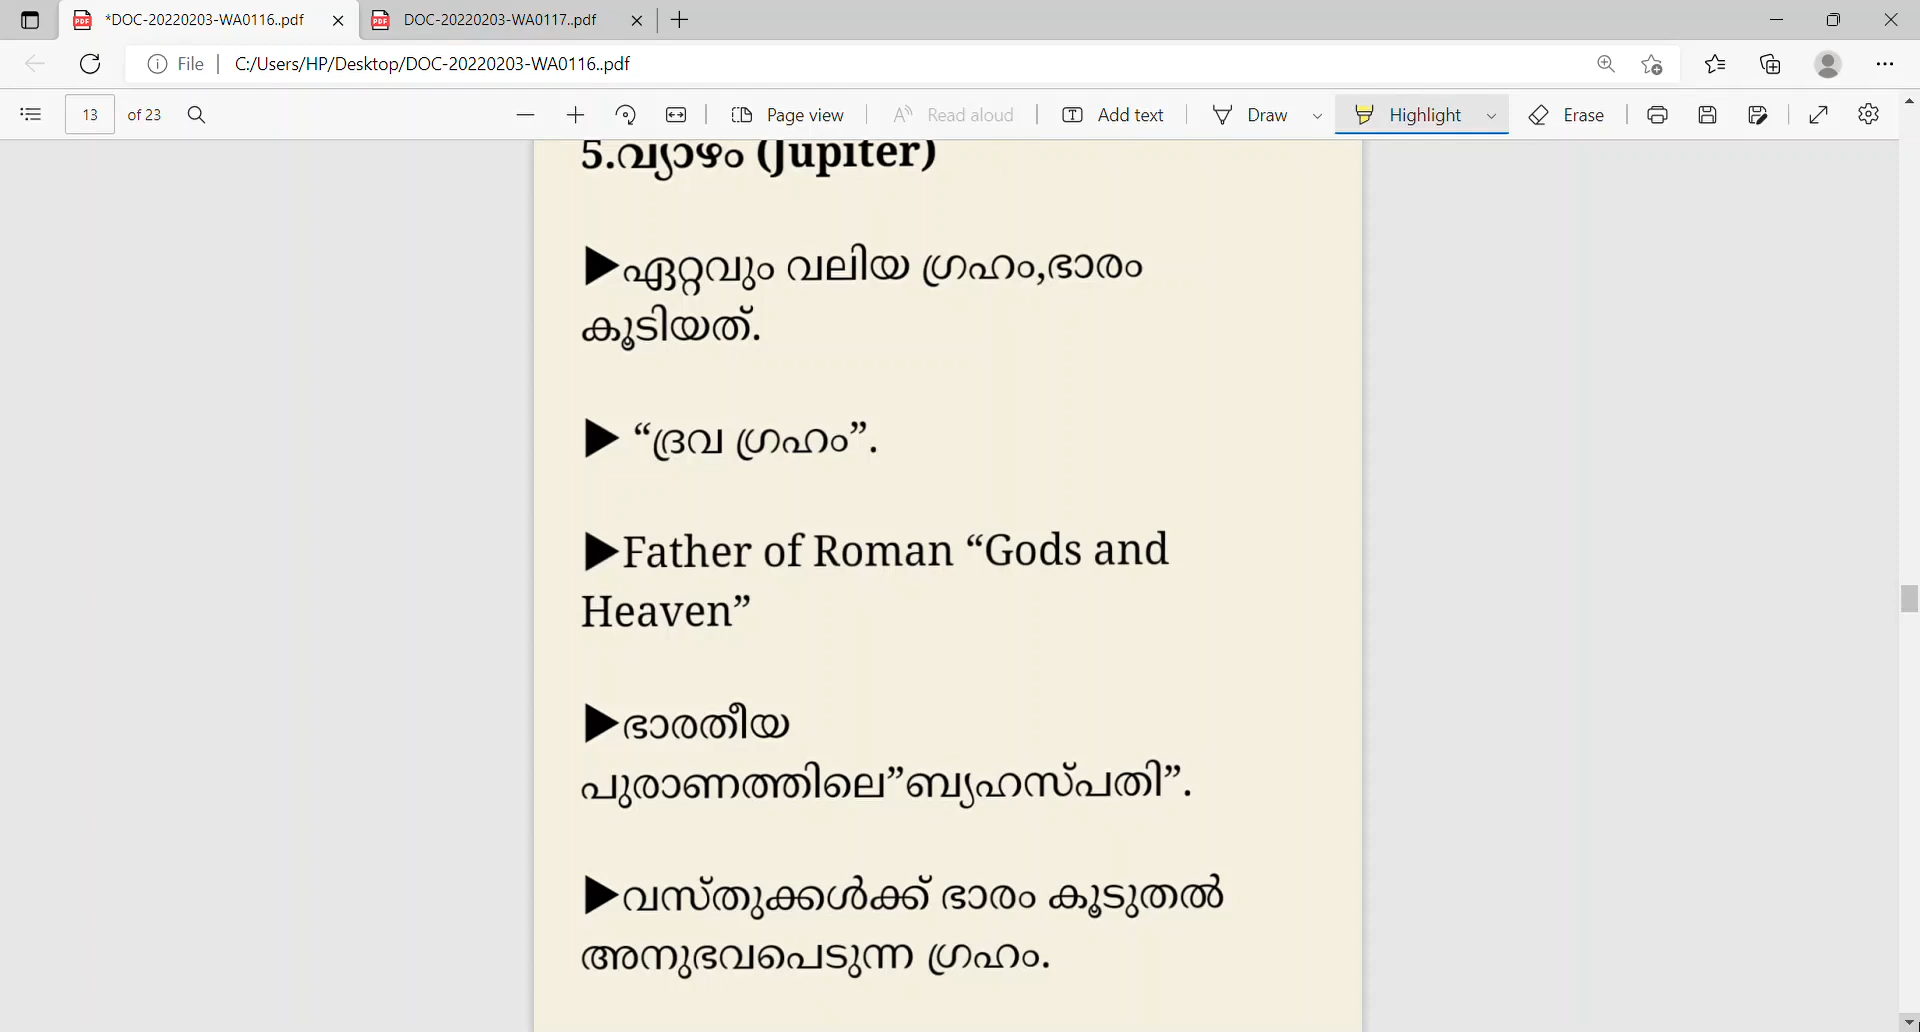 *DOC-20220203-WA0116..pdf
DOC-20220203-WA0117..pdf
File
C:/Users/HP/Desktop/DOC-20220203-WA0116..pdf
13 of 23
Page view
Read aloud
Add text
Draw
Highlight
Erase
5.വ്യാഴം (Jupiter)
▶ഏറ്റവും വലിയ ഗ്രഹം,ഭാരം
കൂടിയത്.
▶ “ദ്രവ ഗ്രഹം”.
▶Father of Roman “Gods and
Heaven”
▶ഭാരതീയ
പുരാണത്തിലെ”ബ്യഹസ്പതി”.
▶വസ്തുക്കൾക്ക് ഭാരം കൂടുതൽ
അനുഭവപെടുന്ന ഗ്രഹം.